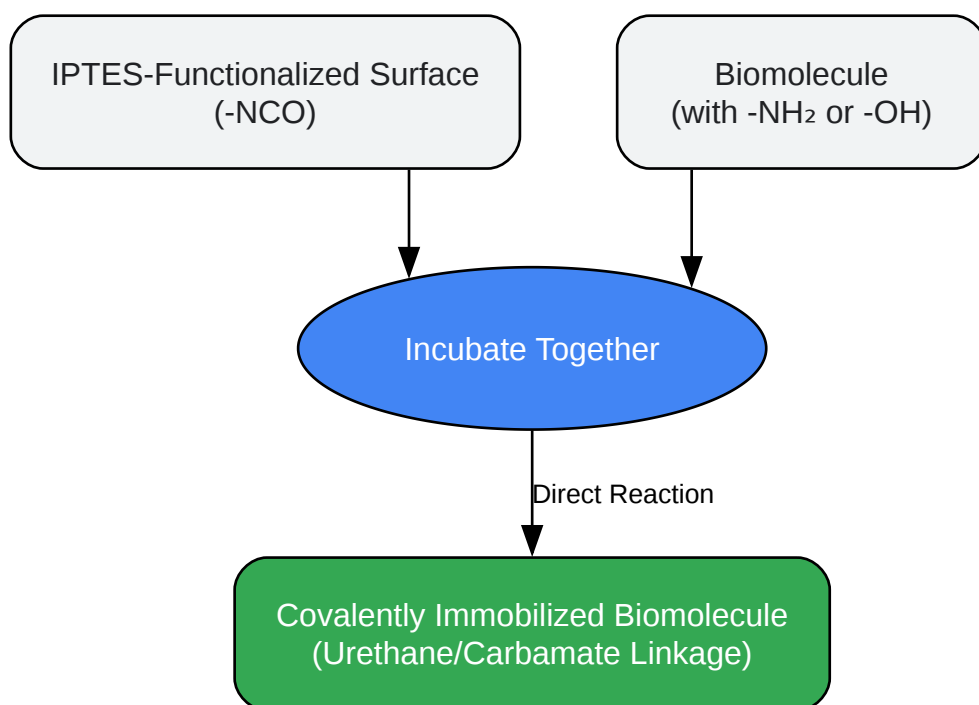 IPTES-Functionalized Surface
(-NCO)
Biomolecule
(with -NH₂ or -OH)
Incubate Together
Direct Reaction
Covalently Immobilized Biomolecule
(Urethane/Carbamate Linkage)